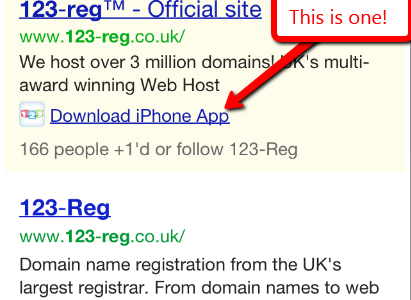 123-reg™ - Official site
This is one!
www.123-reg.co.uk/
We host over 3 million domains! UK's multi-
award winning Web Host
Download iPhone App
166 people +1'd or follow 123-Reg
123-Reg
www.123-reg.co.uk/
Domain name registration from the UK's
largest registrar. From domain names to web